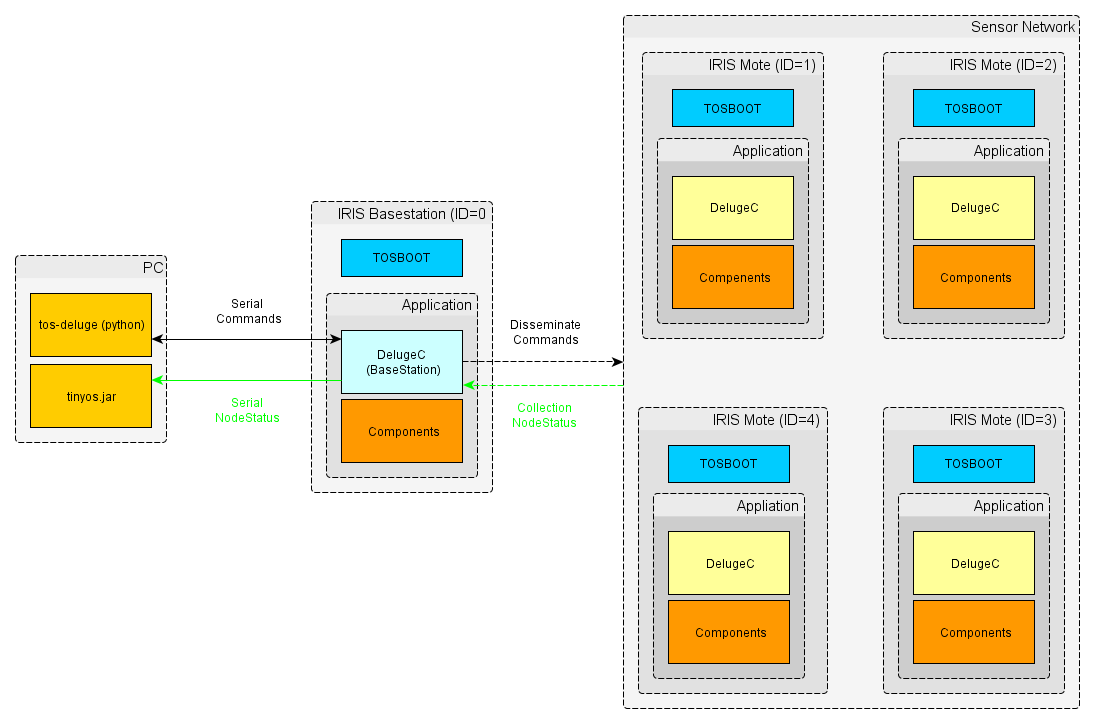 PC
tos-deluge (python)
tinyos.jar
Serial
Commands
Serial
NodeStatus
IRIS Basestation (ID=0
TOSBOOT
Application
DelugeC
(BaseStation)
Components
Disseminate
Commands
Collection
NodeStatus
Sensor Network
IRIS Mote (ID=1)
TOSBOOT
Application
DelugeC
Compenents
IRIS Mote (ID=2)
TOSBOOT
Application
DelugeC
Components
IRIS Mote (ID=4)
TOSBOOT
Appliation
DelugeC
Components
IRIS Mote (ID=3)
TOSBOOT
Application
DelugeC
Components